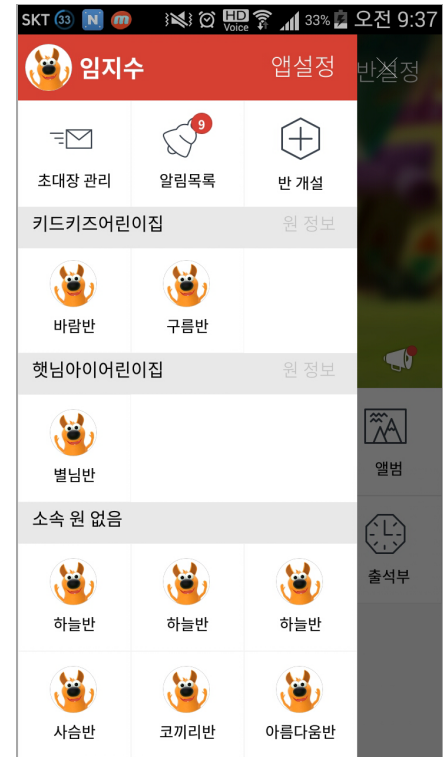 SKT 33 N m HD Voice 33% 오전 9:37
임지수 앱설정 반설정
9
초대장 관리 알림목록 반 개설
키드키즈어린이집 원 정보
바람반 구름반
햇님아이어린이집 원 정보
앨범
별님반
소속 원 없음
출석부
하늘반 하늘반 하늘반
사슴반 코끼리반 아름다움반